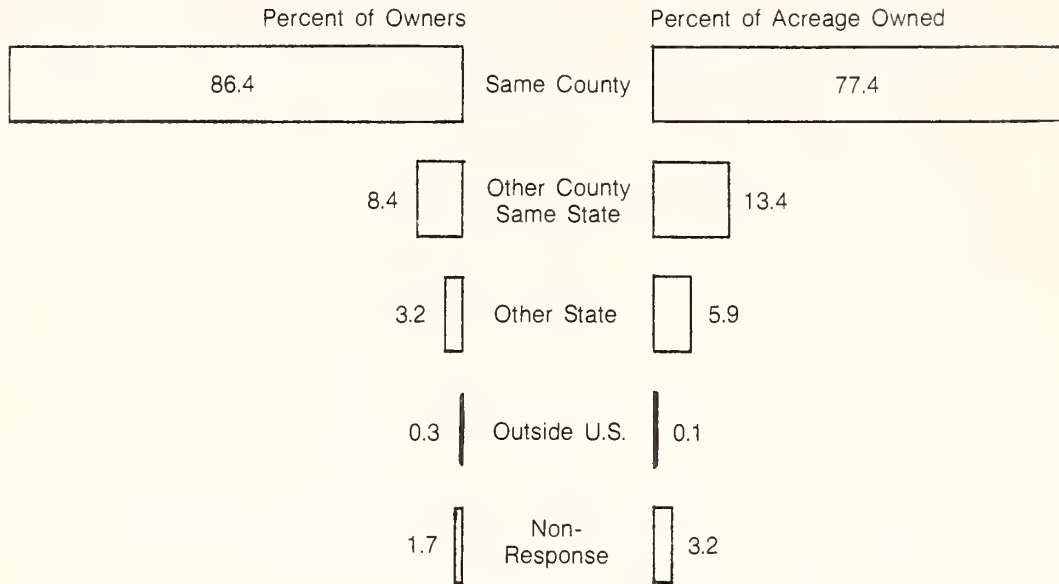 Percent of Owners
Percent of Acreage Owned
86.4
Same County
77.4
8.4
Other County
Same State
13.4
3.2
Other State
5.9
0.3
Outside U.S.
0.1
1.7
Non-
Response
3.2